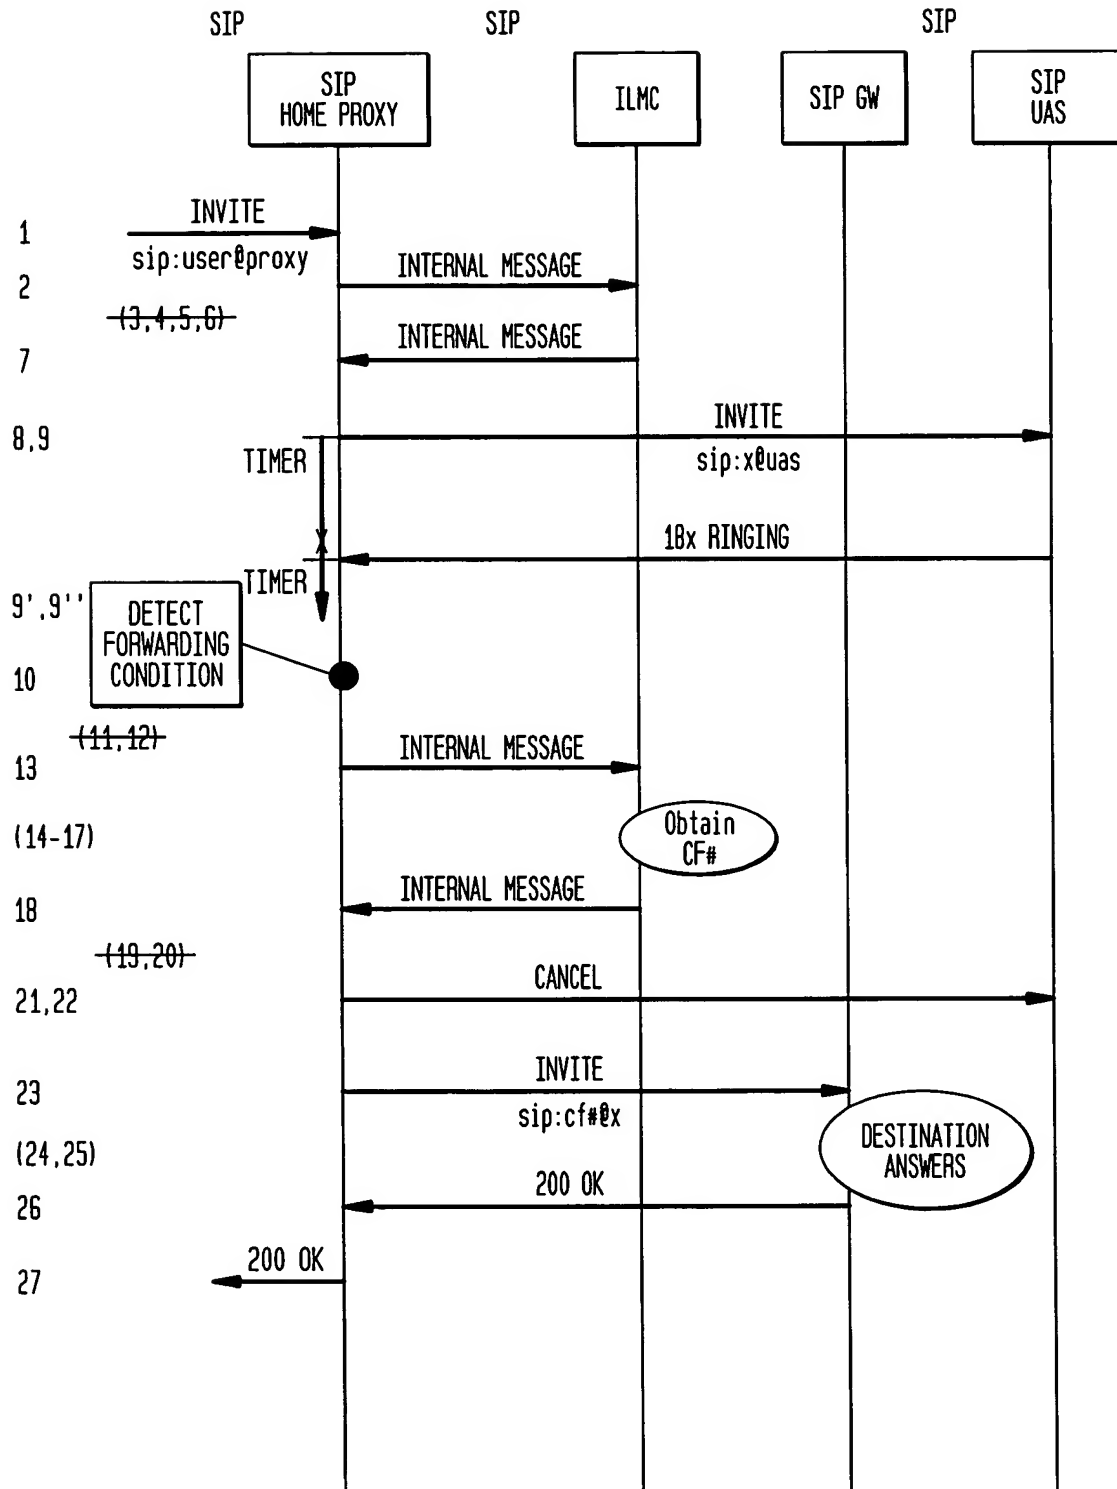 SIP SIP SIP
SIP
HOME PROXY
ILMC
SIP GW
SIP
UAS
1
INVITE
sip:user@proxy
2
INTERNAL MESSAGE
(3,4,5,6)
7
INTERNAL MESSAGE
8,9
INVITE
sip:x@uas
TIMER
18x RINGING
TIMER
9',9''
DETECT
FORWARDING
CONDITION
10
(11,12)
13
INTERNAL MESSAGE
(14-17)
Obtain
CF#
18
INTERNAL MESSAGE
(19,20)
21,22
CANCEL
23
INVITE
sip:cf#@x
(24,25)
DESTINATION
ANSWERS
26
200 OK
27
200 OK